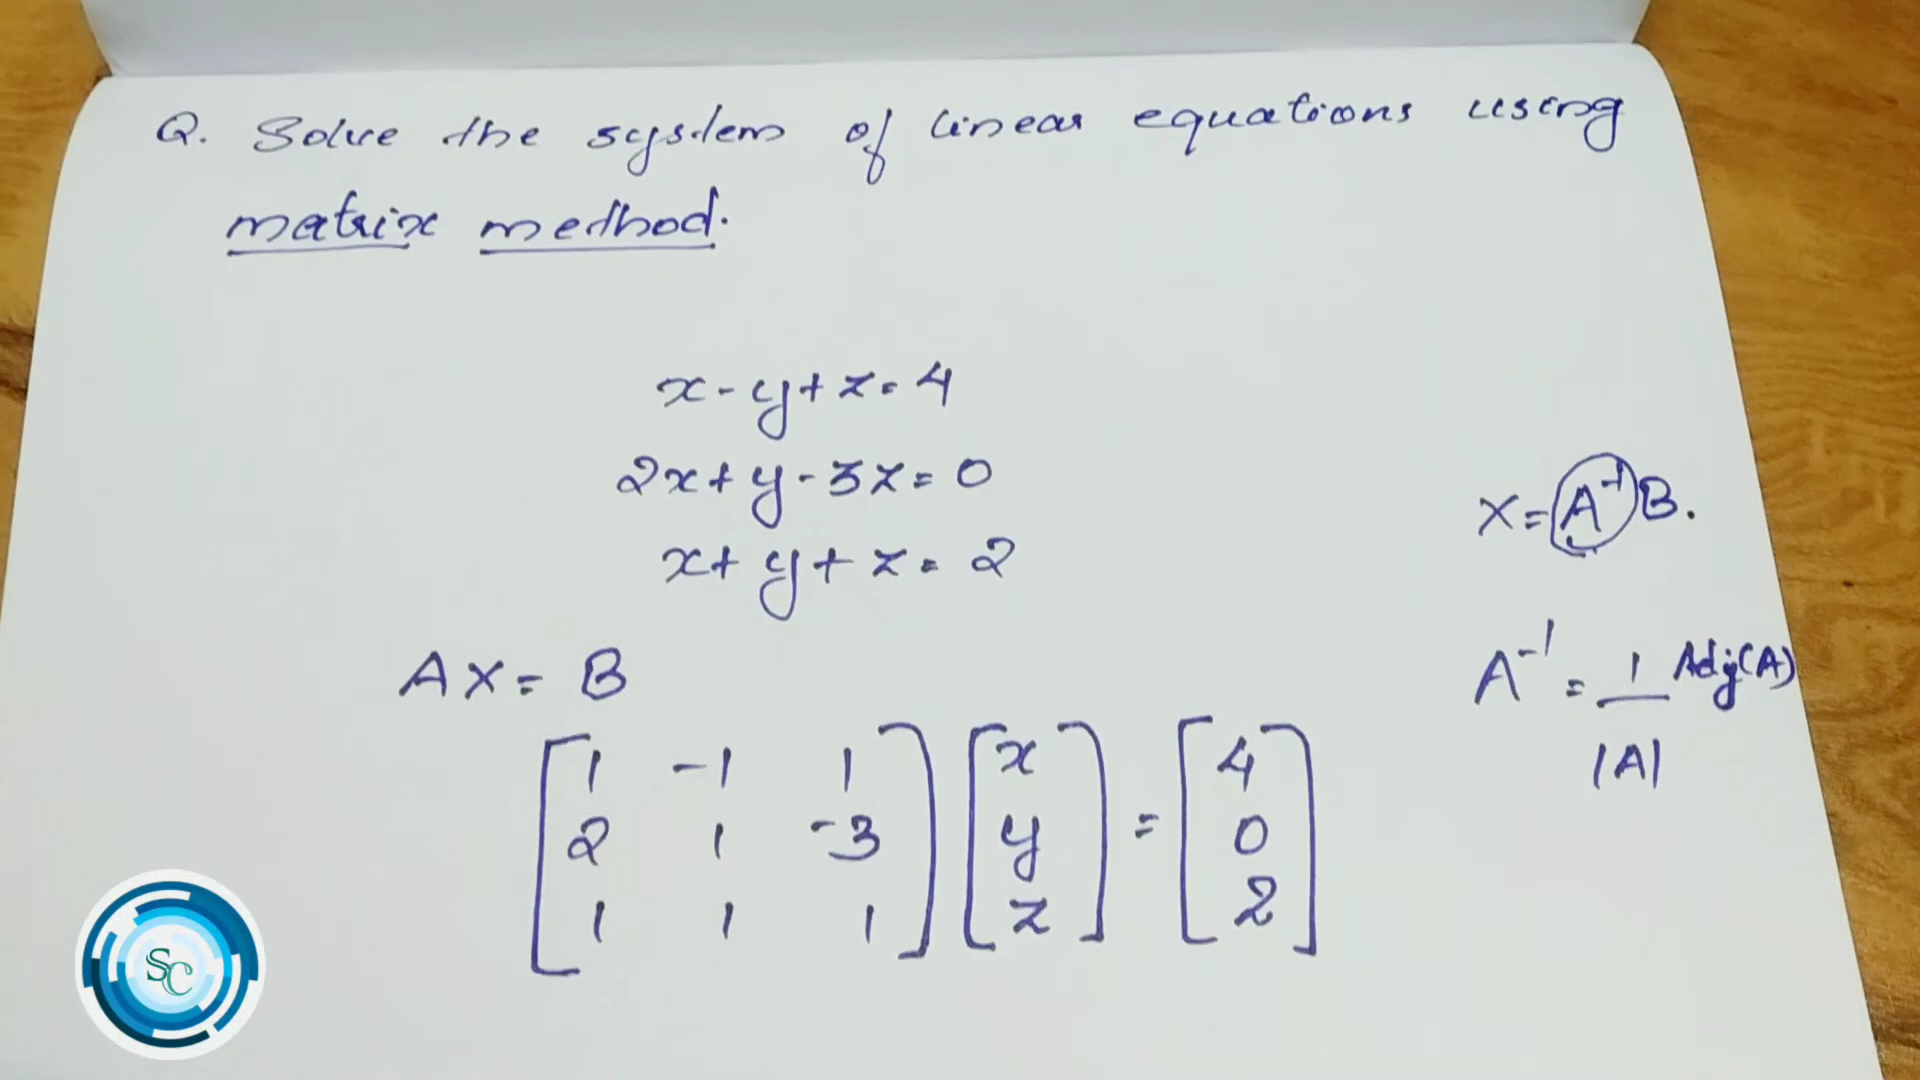 Q. Solve the system of linear equations using
matrix method.
x - y + z = 4
2x + y - 3z = 0
x + y + z = 2
X = A⁻¹ B.
AX = B
A⁻¹ = 1 Adj(A)
|A|
1 -1 1 x 4
2 1 -3 y = 0
1 1 1 z 2
SC